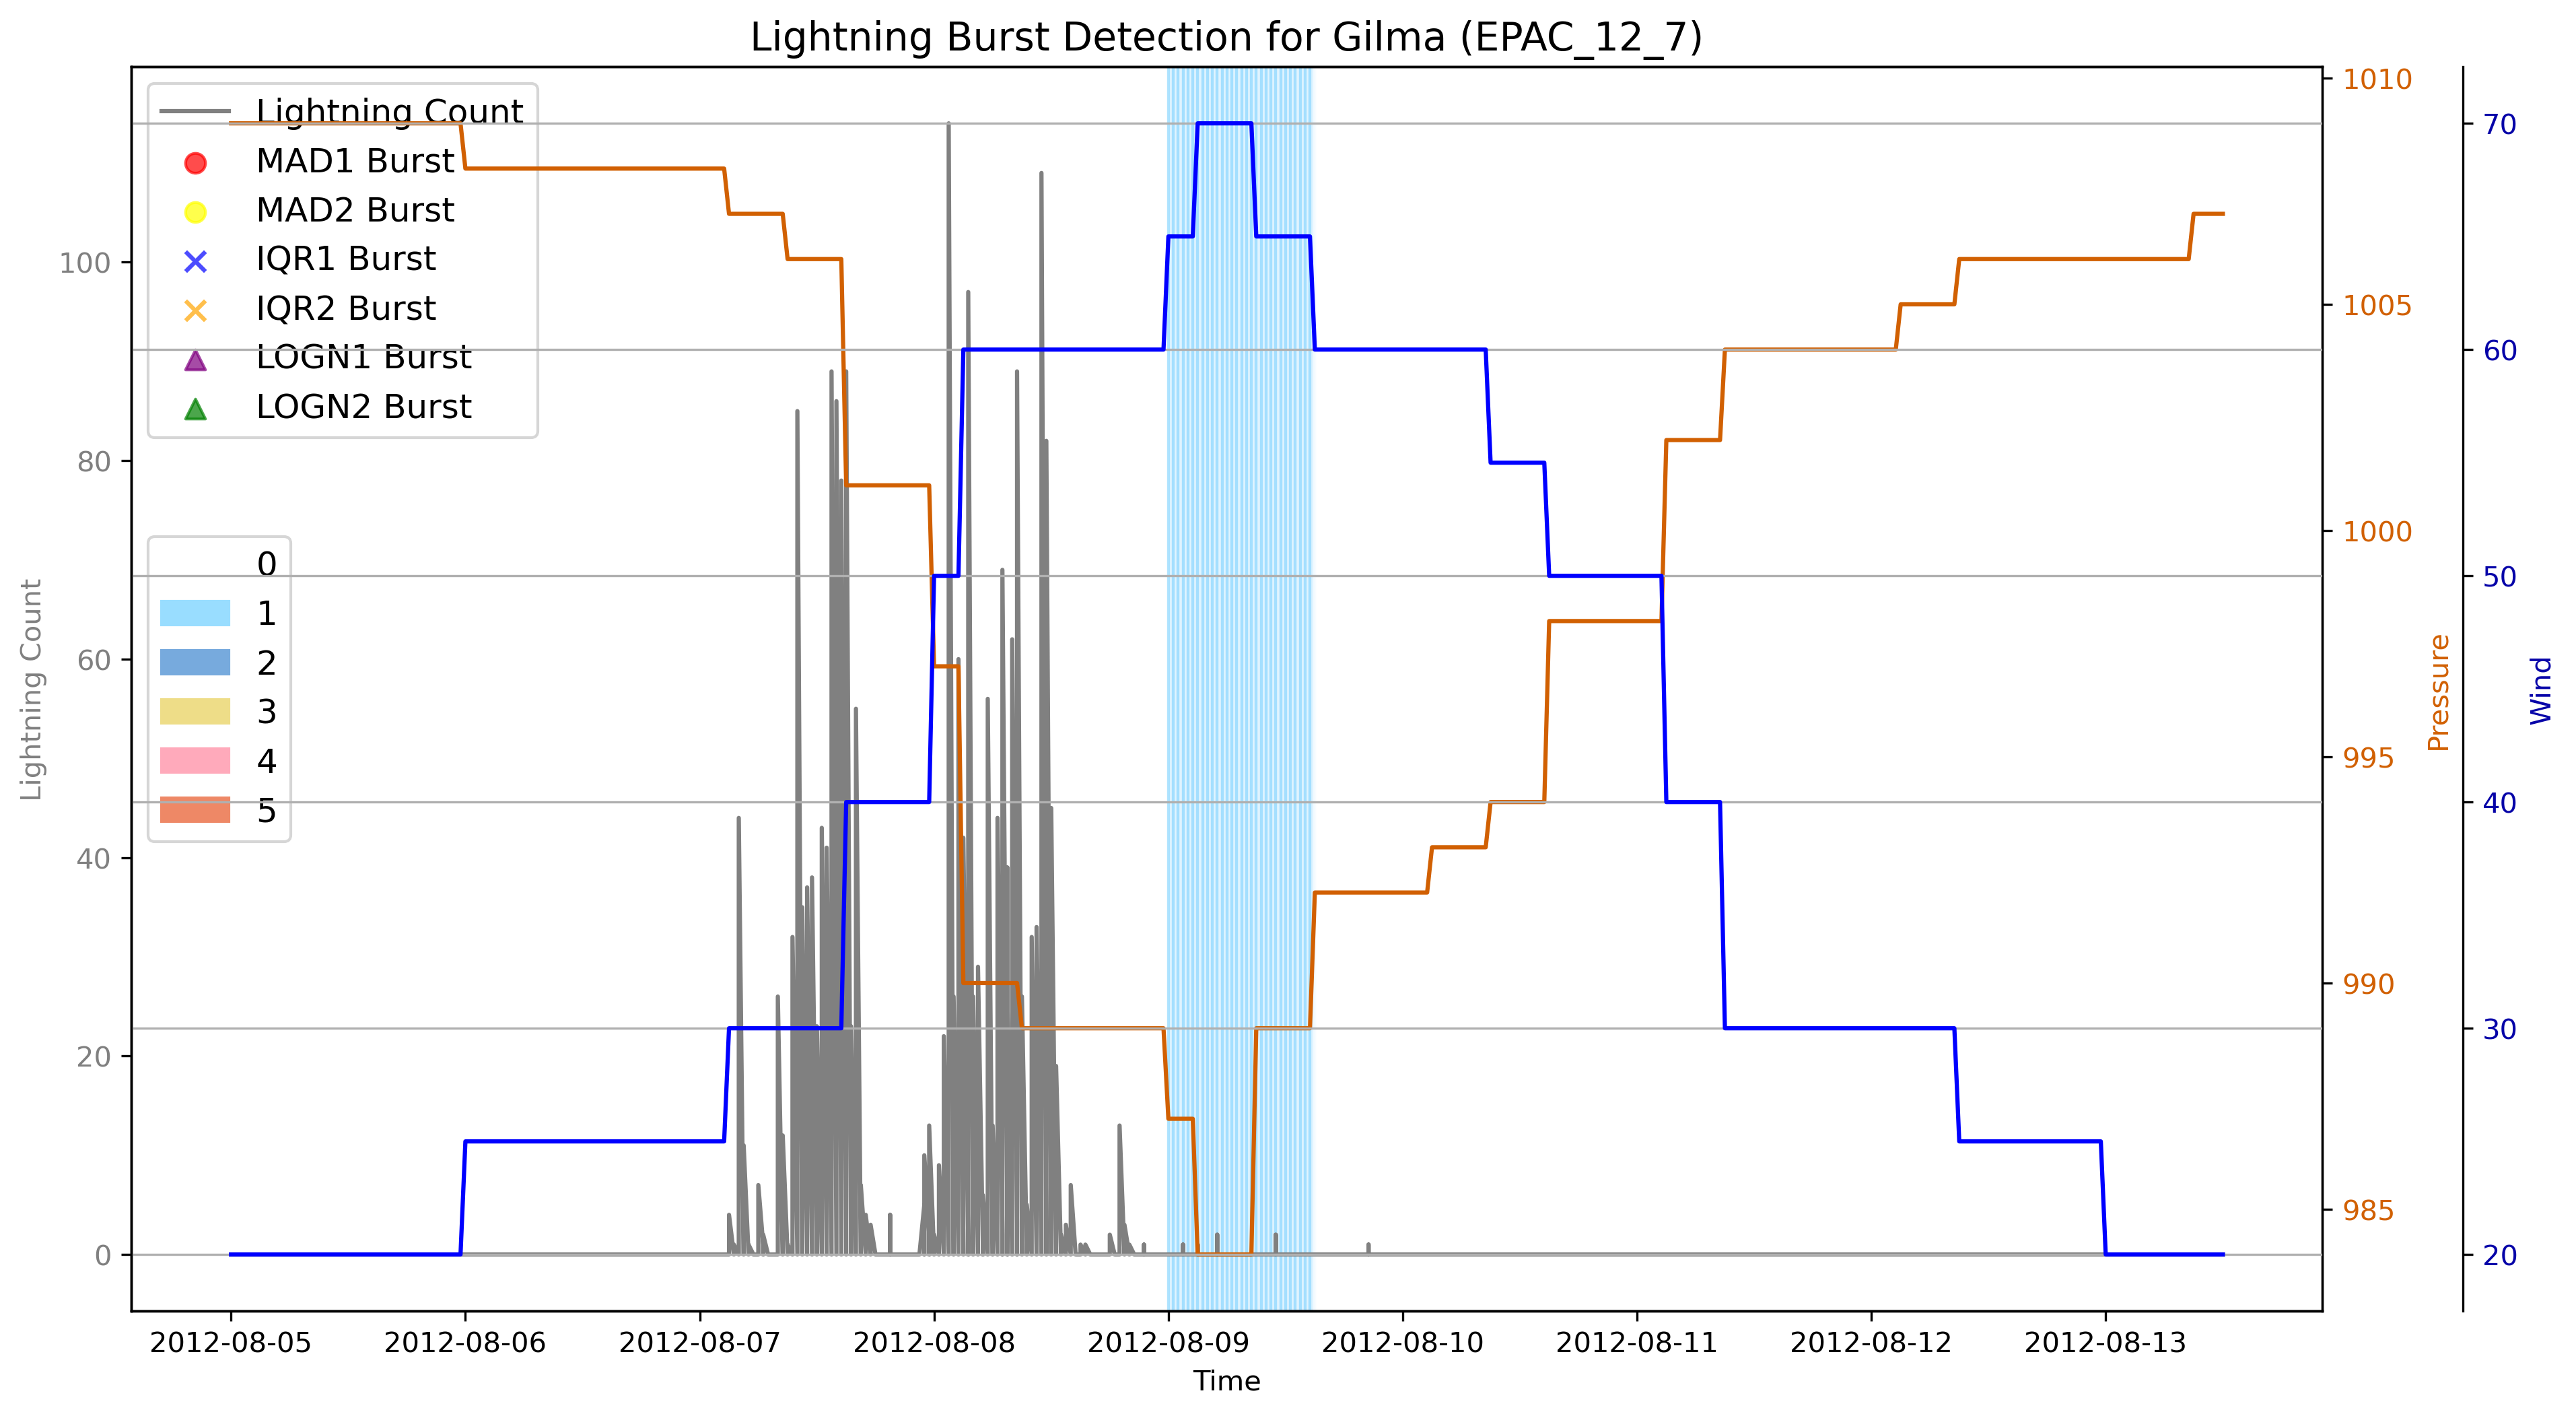 Lightning Burst Detection for Gilma (EPAC_12_7)
Lightning Count
MAD1 Burst
MAD2 Burst
IQR1 Burst
IQR2 Burst
LOGN1 Burst
LOGN2 Burst
0
1
2
3
4
5
Lightning Count
100
80
60
40
20
0
1010
1005
1000
995
990
985
Pressure
70
60
50
40
30
20
Wind
2012-08-05
2012-08-06
2012-08-07
2012-08-08
2012-08-09
2012-08-10
2012-08-11
2012-08-12
2012-08-13
Time